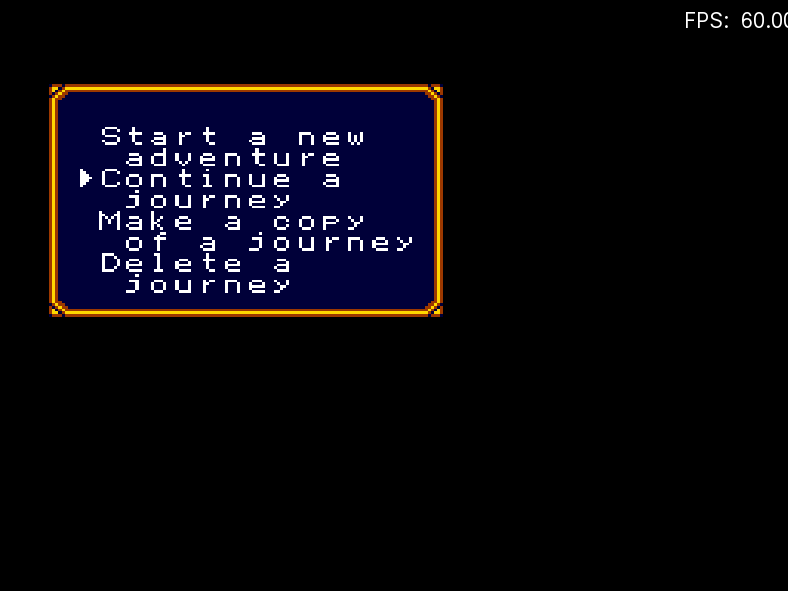 FPS: 60.00
Start a new
adventure
Continue a
journey
Make a copy
of a journey
Delete a
journey